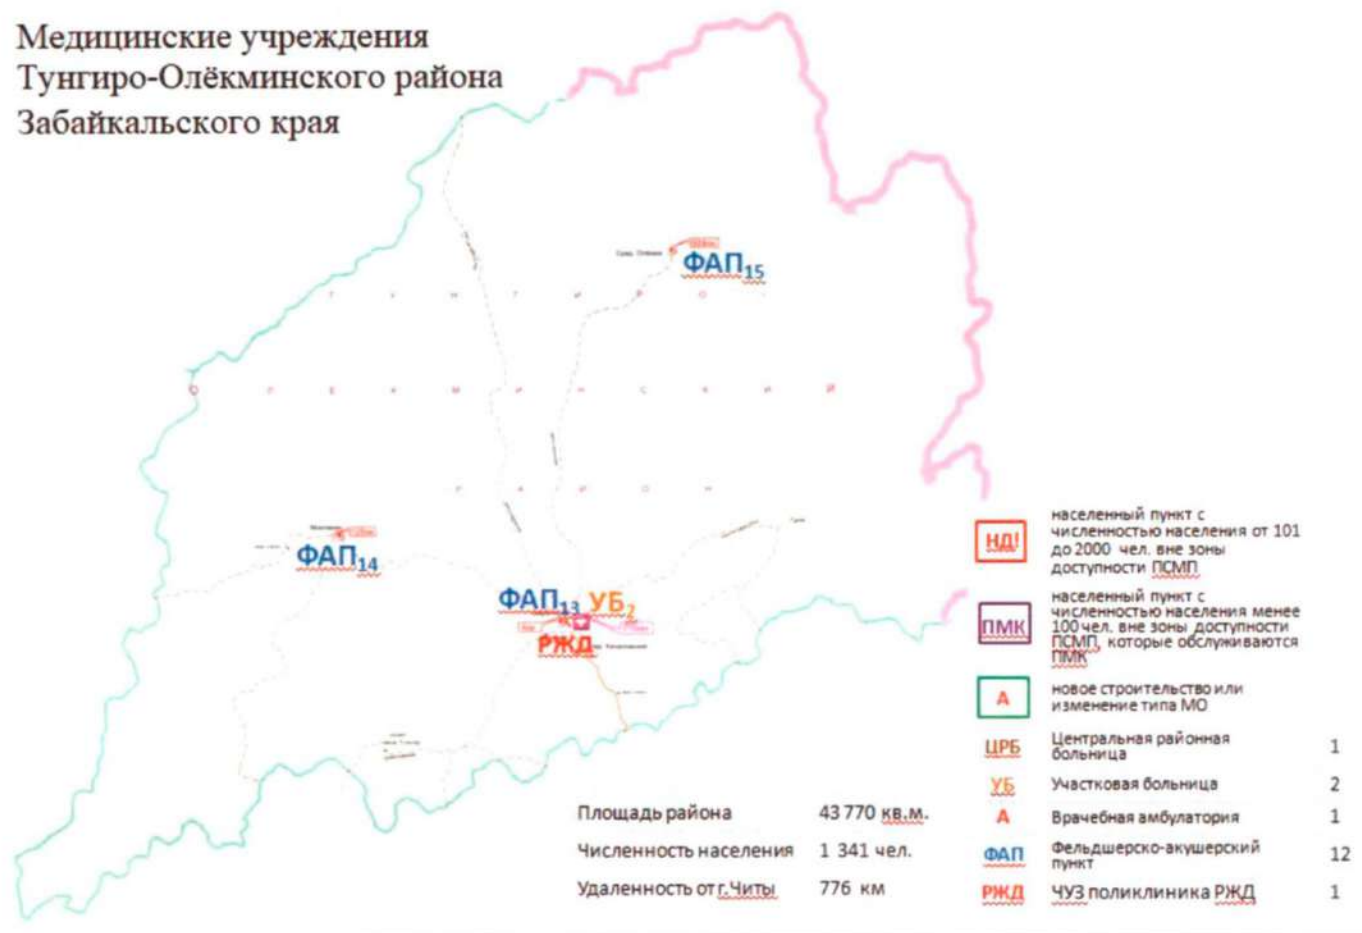 Медицинские учреждения
Тунгиро-Олёкминского района
Забайкальского края
ФАП15
Т У Н Г И Р О -
О Л Е К М И Н С К И Й
Р А Й О Н
ФАП14
ФАП13 УБ2
РЖД
НД!
населенный пункт с
численностью населения от 101
до 2000 чел. вне зоны
доступности ПСМП
ПМК
населенный пункт с
численностью населения менее
100 чел. вне зоны доступности
ПСМП, которые обслуживаются
ПМК
А
новое строительство или
изменение типа МО
ЦРБ Центральная районная
больница 1
УБ Участковая больница 2
А Врачебная амбулатория 1
ФАП Фельдшерско-акушерский
пункт 12
РЖД ЧУЗ поликлиника РЖД 1
Площадь района 43 770 кв.м.
Численность населения 1 341 чел.
Удаленность от г.Читы 776 км